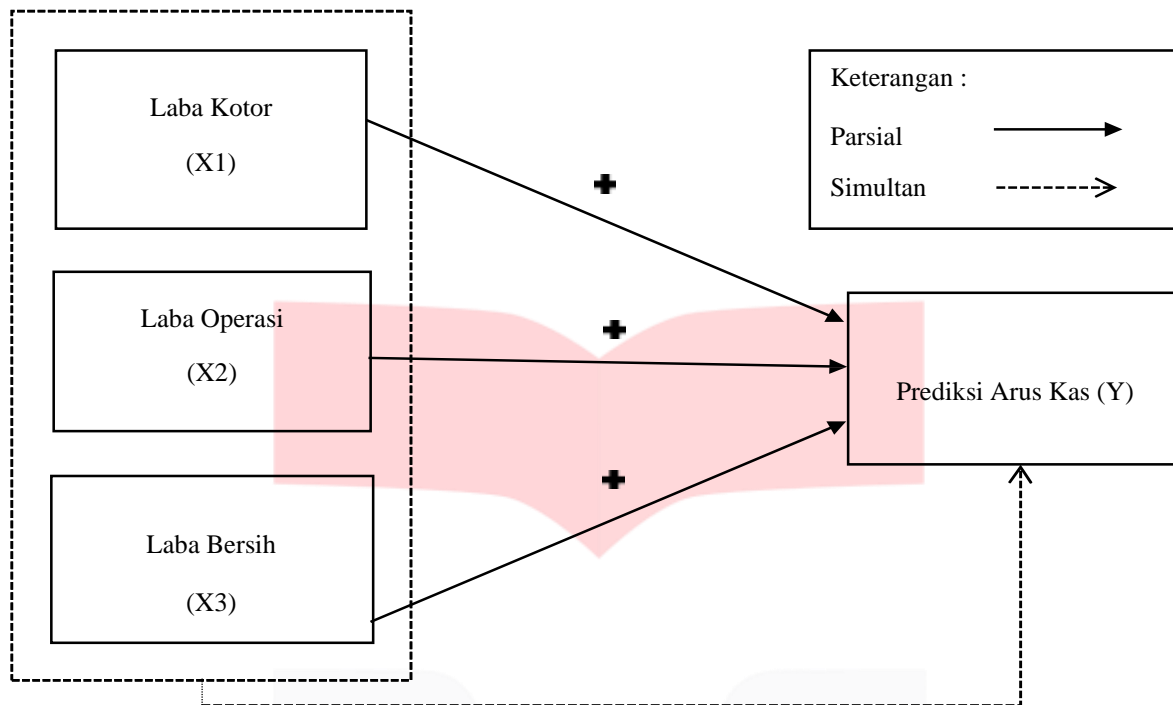 Laba Kotor
(X1)
Laba Operasi
(X2)
Laba Bersih
(X3)
Keterangan :
Parsial
Simultan
Prediksi Arus Kas (Y)